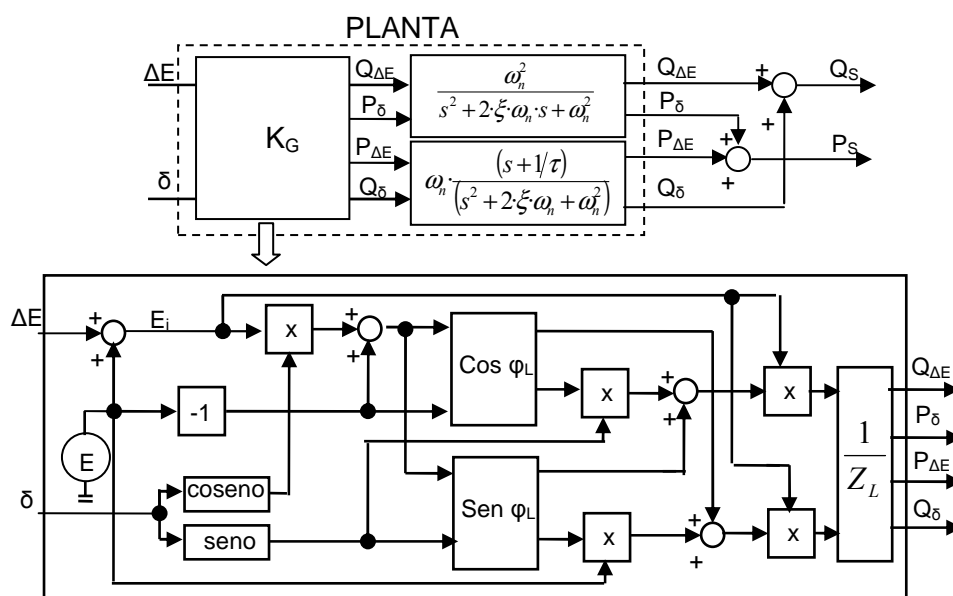 PLANTA
ΔE
δ
K_G
Q_ΔE
P_δ
P_ΔE
Q_δ
ω_n^2 / (s^2 + 2·ξ·ω_n·s + ω_n^2)
ω_n · (s + 1/τ) / (s^2 + 2·ξ·ω_n + ω_n^2)
Q_ΔE
P_δ
P_ΔE
Q_δ
+
+
+
+
Q_S
P_S
ΔE
+
+
E_i
x
+
+
Cos φ_L
x
+
+
x
-1
E
δ
coseno
seno
Sen φ_L
x
+
+
x
1 / Z_L
Q_ΔE
P_δ
P_ΔE
Q_δ